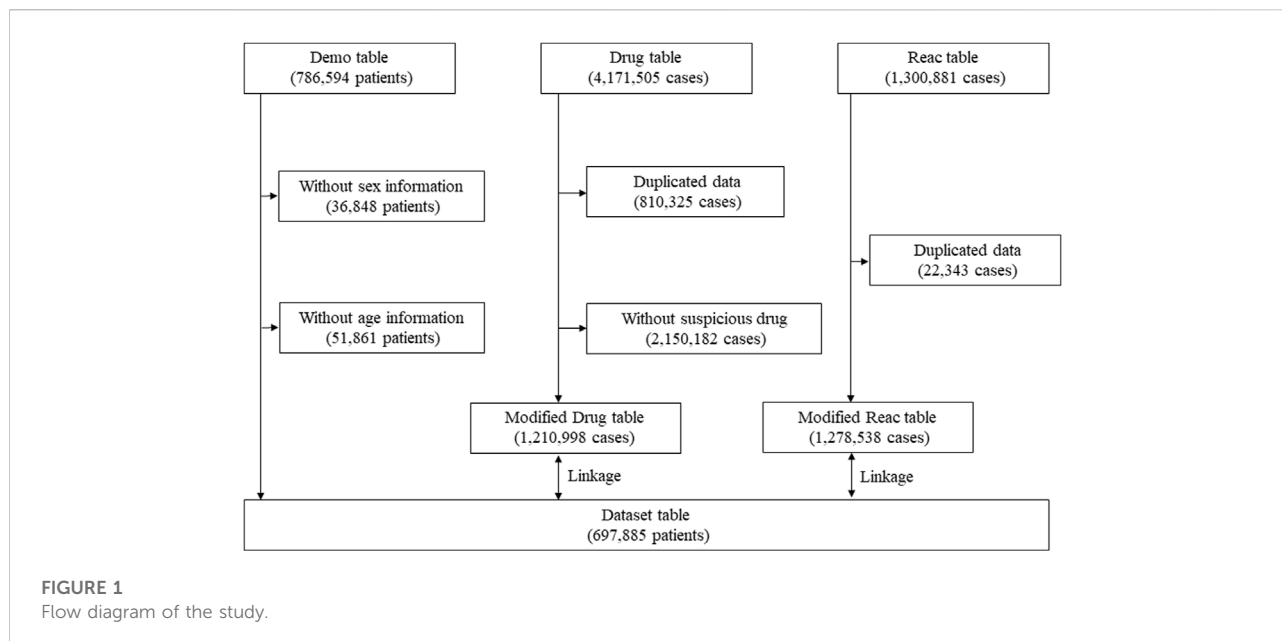 Demo table
(786,594 patients)
Drug table
(4,171,505 cases)
Reac table
(1,300,881 cases)
Without sex information
(36,848 patients)
Duplicated data
(810,325 cases)
Duplicated data
(22,343 cases)
Without age information
(51,861 patients)
Without suspicious drug
(2,150,182 cases)
Modified Drug table
(1,210,998 cases)
Modified Reac table
(1,278,538 cases)
Linkage
Linkage
Dataset table
(697,885 patients)
FIGURE 1
Flow diagram of the study.